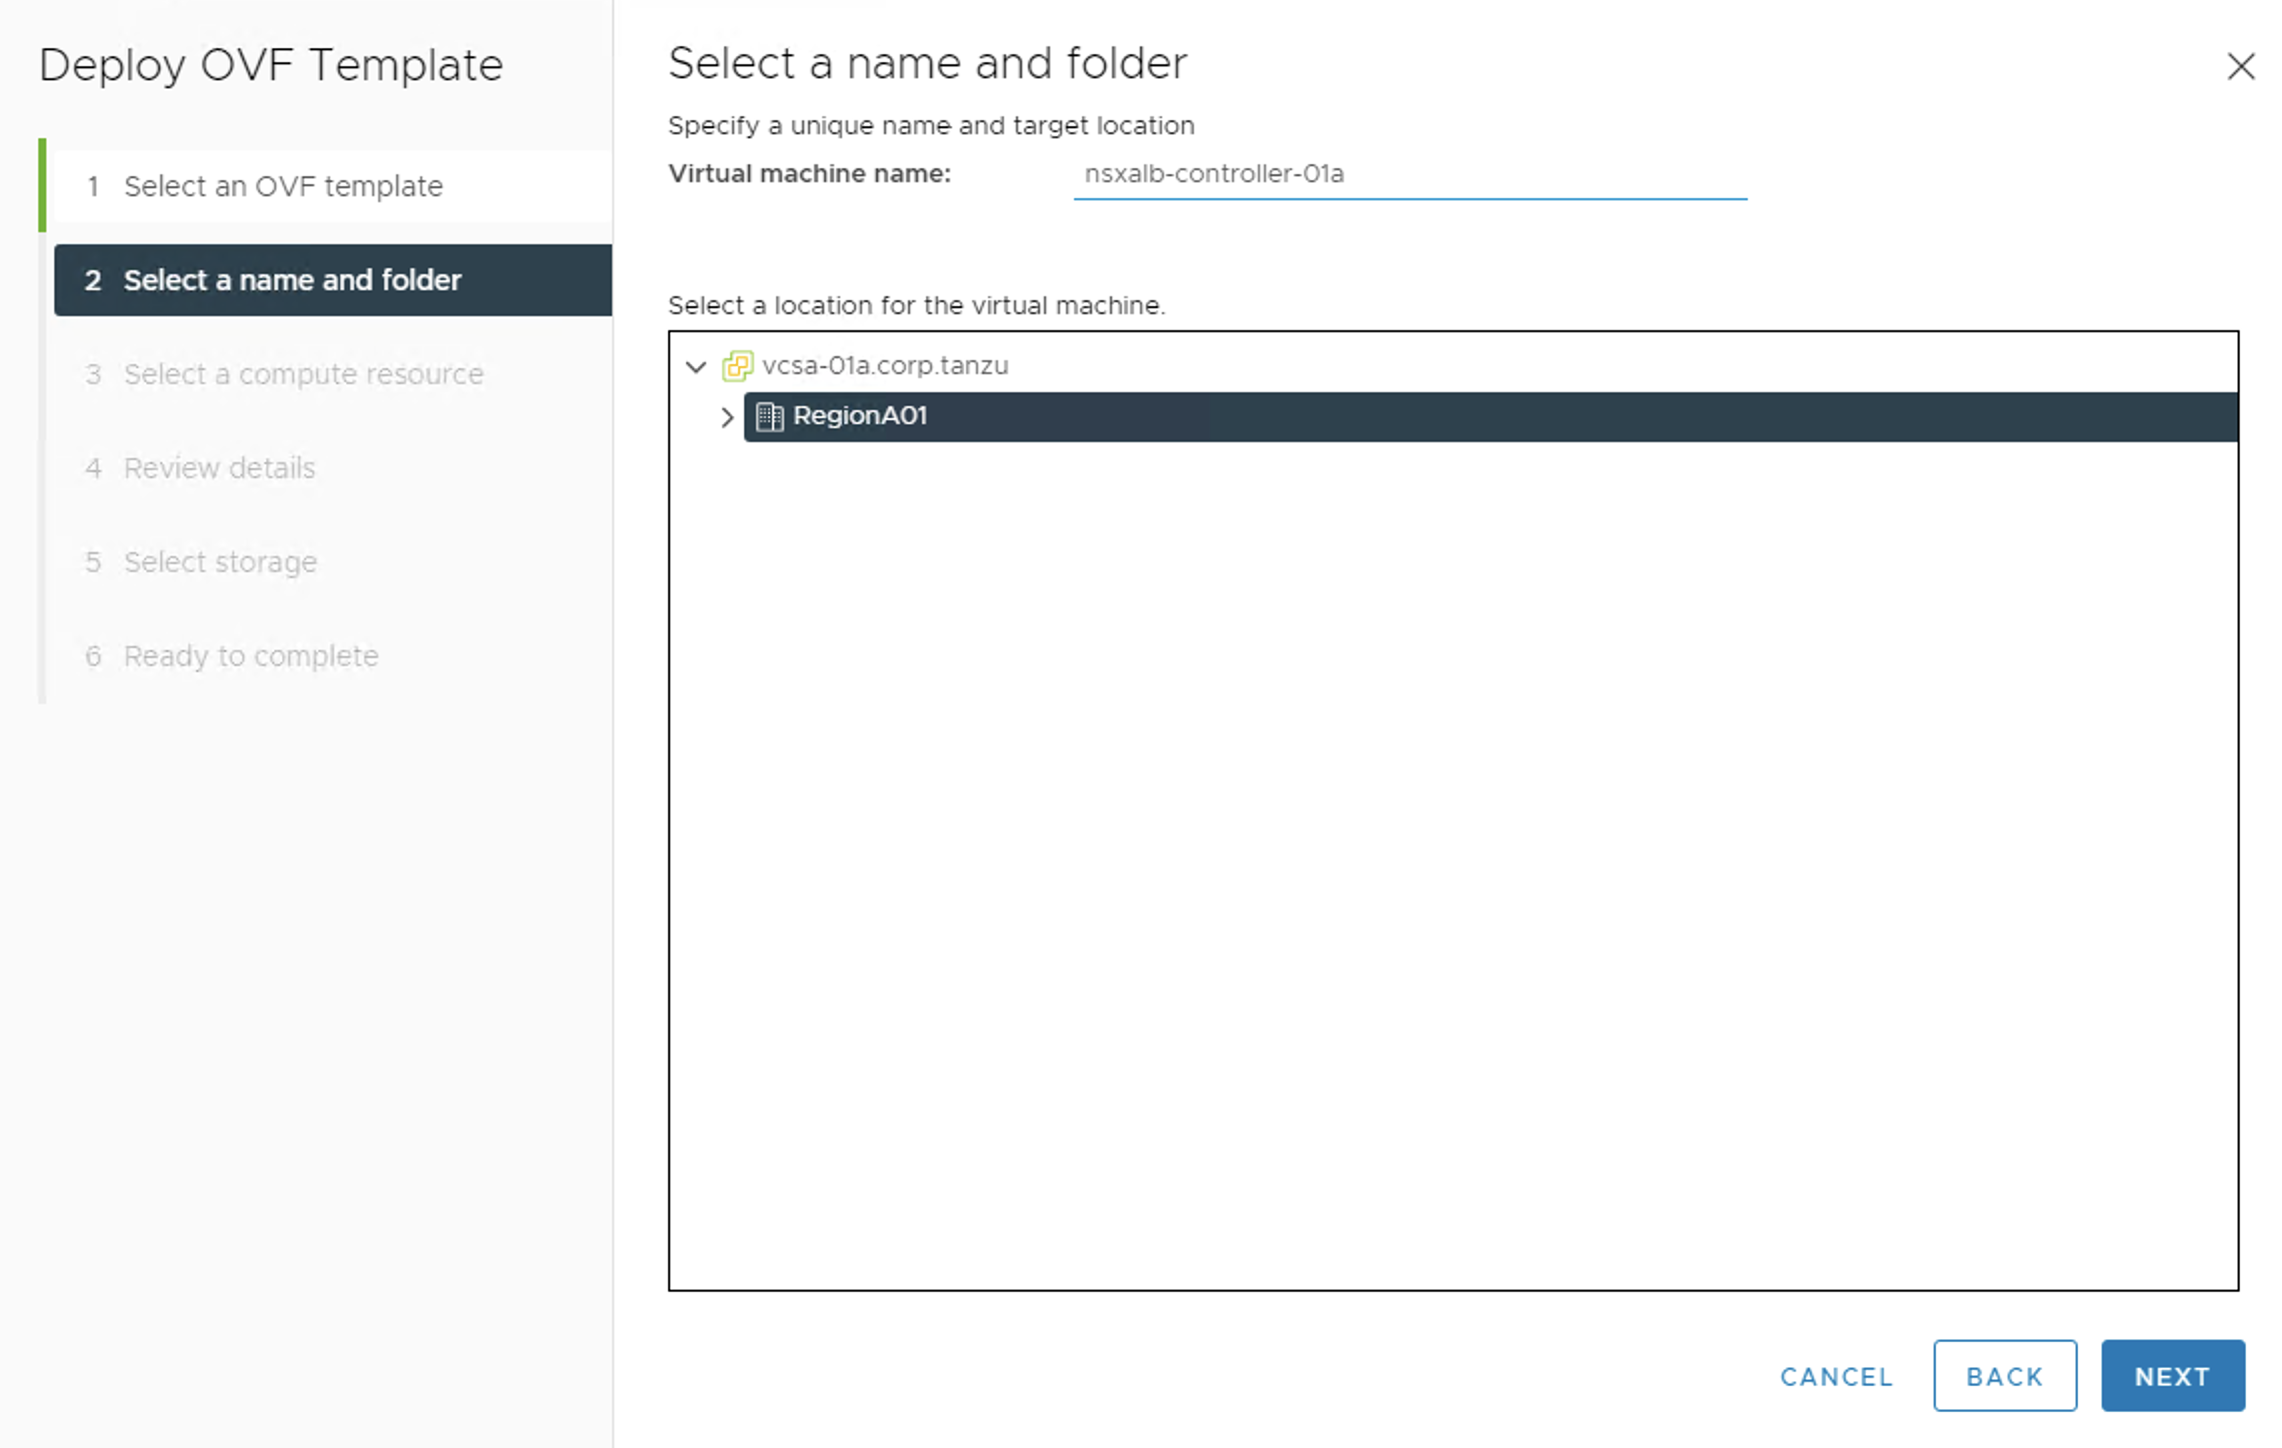 Deploy OVF Template
1 Select an OVF template
2 Select a name and folder
3 Select a compute resource
4 Review details
5 Select storage
6 Ready to complete
Select a name and folder
Specify a unique name and target location
Virtual machine name: nsxalb-controller-01a
Select a location for the virtual machine.
vcsa-01a.corp.tanzu
RegionA01
CANCEL BACK NEXT